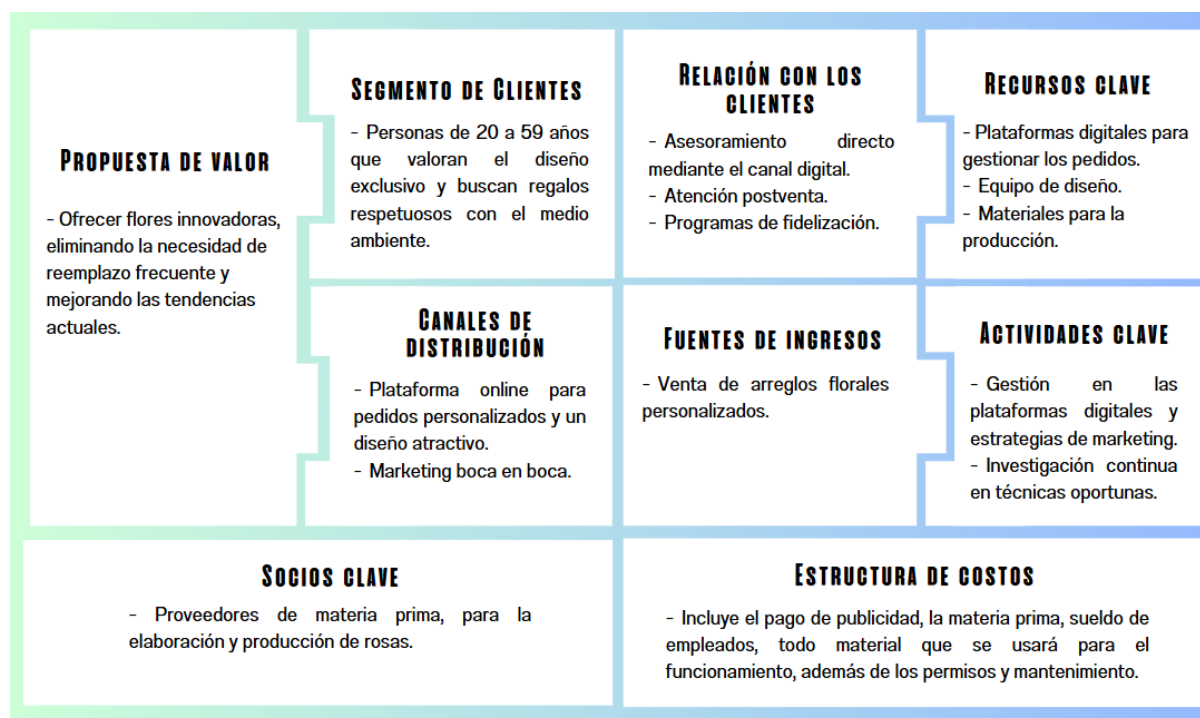 PROPUESTA DE VALOR
- Ofrecer flores innovadoras,
eliminando la necesidad de
reemplazo frecuente y
mejorando las tendencias
actuales.
SEGMENTO DE CLIENTES
- Personas de 20 a 59 años
que valoran el diseño
exclusivo y buscan regalos
respetuosos con el medio
ambiente.
RELACIÓN CON LOS
CLIENTES
- Asesoramiento directo
mediante el canal digital.
- Atención postventa.
- Programas de fidelización.
RECURSOS CLAVE
- Plataformas digitales para
gestionar los pedidos.
- Equipo de diseño.
- Materiales para la
producción.
CANALES DE
DISTRIBUCIÓN
- Plataforma online para
pedidos personalizados y un
diseño atractivo.
- Marketing boca en boca.
FUENTES DE INGRESOS
- Venta de arreglos florales
personalizados.
ACTIVIDADES CLAVE
- Gestión en las
plataformas digitales y
estrategias de marketing.
- Investigación continua
en técnicas oportunas.
SOCIOS CLAVE
- Proveedores de materia prima, para la
elaboración y producción de rosas.
ESTRUCTURA DE COSTOS
- Incluye el pago de publicidad, la materia prima, sueldo de
empleados, todo material que se usará para el
funcionamiento, además de los permisos y mantenimiento.